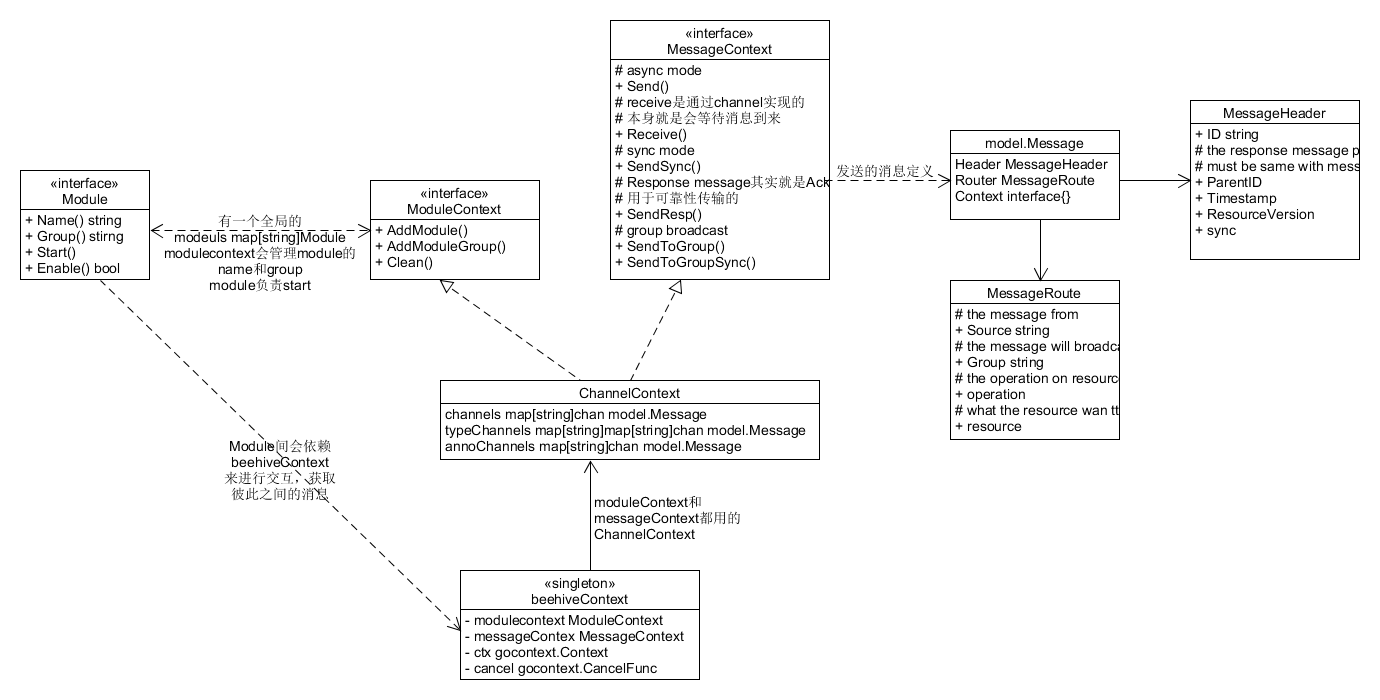 «interface»
Module
+ Name() string
+ Group() stirng
+ Start()
+ Enable() bool
有一个全局的
modeuls map[string]Module
modulecontext会管理module的
name和group
module负责start
«interface»
ModuleContext
+ AddModule()
+ AddModuleGroup()
+ Clean()
«interface»
MessageContext
# async mode
+ Send()
# receive是通过channel实现的
# 本身就是会等待消息到来
+ Receive()
# sync mode
+ SendSync()
# Response message其实就是Ack
# 用于可靠性传输的
+ SendResp()
# group broadcast
+ SendToGroup()
+ SendToGroupSync()
发送的消息定义
model.Message
Header MessageHeader
Router MessageRoute
Context interface{}
MessageHeader
+ ID string
# the response message p
# must be same with mess
+ ParentID
+ Timestamp
+ ResourceVersion
+ sync
MessageRoute
# the message from
+ Source string
# the message will broadca
+ Group string
# the operation on resourc
+ operation
# what the resource wan tt
+ resource
ChannelContext
channels map[string]chan model.Message
typeChannels map[string]map[string]chan model.Message
annoChannels map[string]chan model.Message
Module间会依赖
beehiveContext
来进行交互，获取
彼此之间的消息
moduleContext和
messageContext都用的
ChannelContext
«singleton»
beehiveContext
- modulecontext ModuleContext
- messageContex MessageContext
- ctx gocontext.Context
- cancel gocontext.CancelFunc